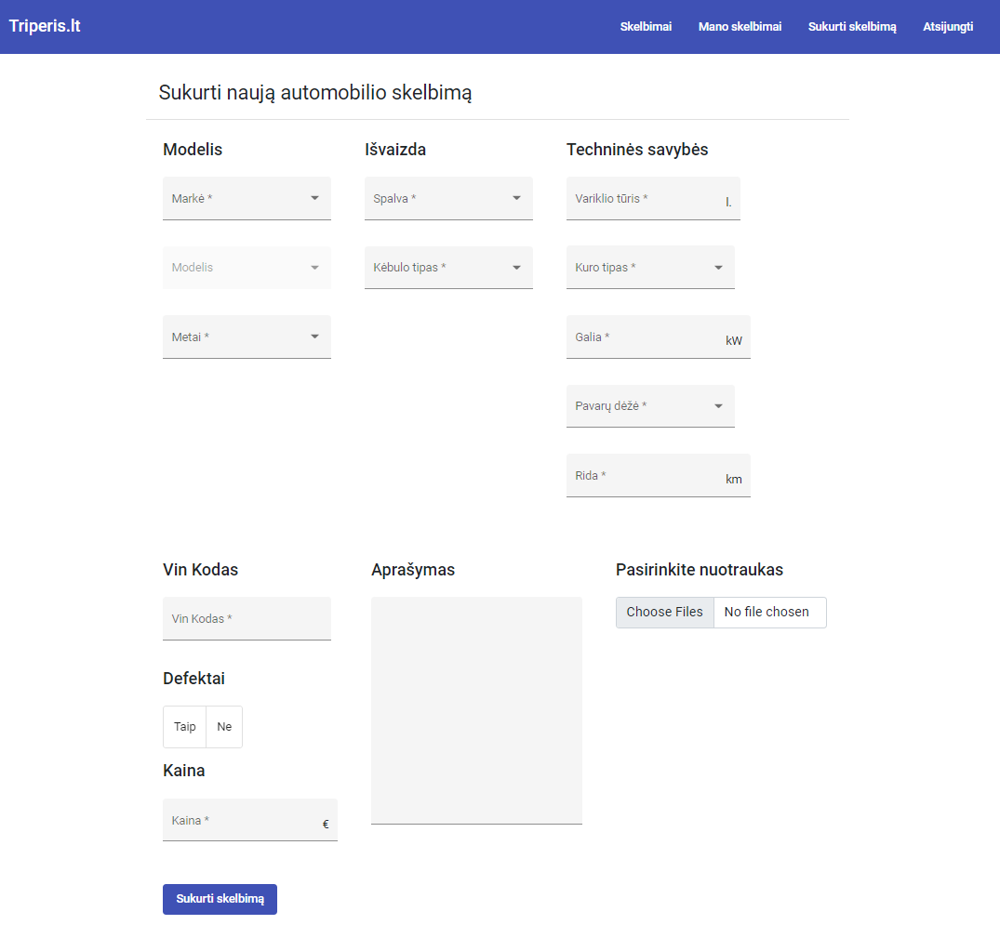 Triperis.lt
Skelbimai
Mano skelbimai
Sukurti skelbimą
Atsijungti
Sukurti naują automobilio skelbimą
Modelis
Markė *
Modelis
Metai *
Išvaizda
Spalva *
Kėbulo tipas *
Techninės savybės
Variklio tūris *
l.
Kuro tipas *
Galia *
kW
Pavarų dėžė *
Rida *
km
Vin Kodas
Vin Kodas *
Defektai
Taip
Ne
Kaina
Kaina *
€
Aprašymas
Pasirinkite nuotraukas
Choose Files
No file chosen
Sukurti skelbimą